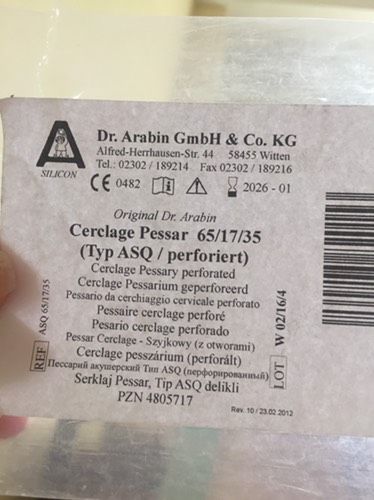 A
SILICON
Dr. Arabin GmbH & Co. KG
Alfred-Herrhausen-Str. 44 58455 Witten
Tel.: 02302 / 189214 Fax 02302 / 189216
CE 0482 2026 - 01
Original Dr. Arabin
Cerclage Pessar 65/17/35
(Typ ASQ / perforiert)
Cerclage Pessary perforated
Cerclage Pessarium geperforeerd
Pessario da cerchiaggio cervicale perforato
Pessaire cerclage perforé
Pesario cerclage perforado
Pessar Cerclage - Szyjkowy (z otworami)
Cerclage pesszárium (perforált)
Пессарий акушерский Тип ASQ (перфорированный)
Serklaj Pessar, Tip ASQ delikli
PZN 4805717
Rev. 10 / 23.02.2012
REF ASQ 65/17/35
LOT W 02/16/4